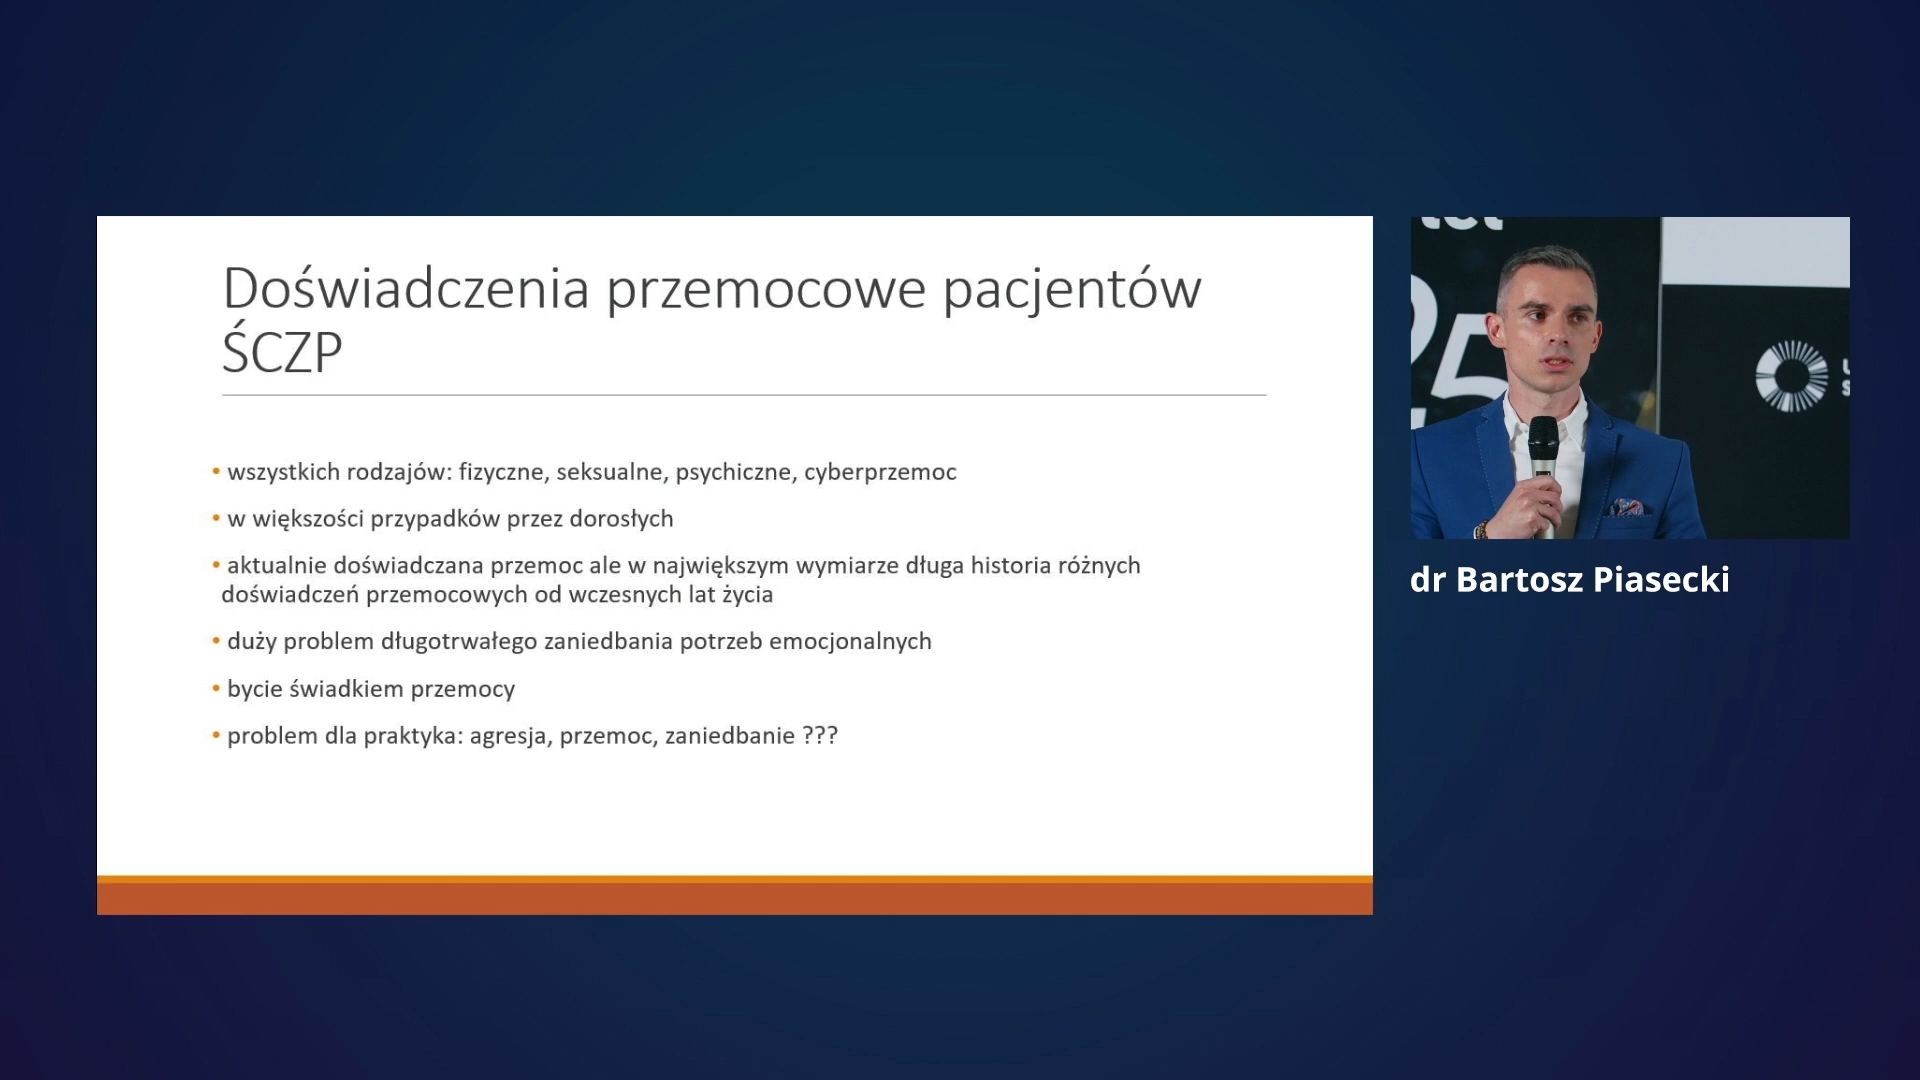 Doświadczenia przemocowe pacjentów
ŚCZP
• wszystkich rodzajów: fizyczne, seksualne, psychiczne, cyberprzemoc
• w większości przypadków przez dorosłych
• aktualnie doświadczana przemoc ale w największym wymiarze długa historia różnych
doświadczeń przemocowych od wczesnych lat życia
• duży problem długotrwałego zaniedbania potrzeb emocjonalnych
• bycie świadkiem przemocy
• problem dla praktyka: agresja, przemoc, zaniedbanie ???
25
dr Bartosz Piasecki